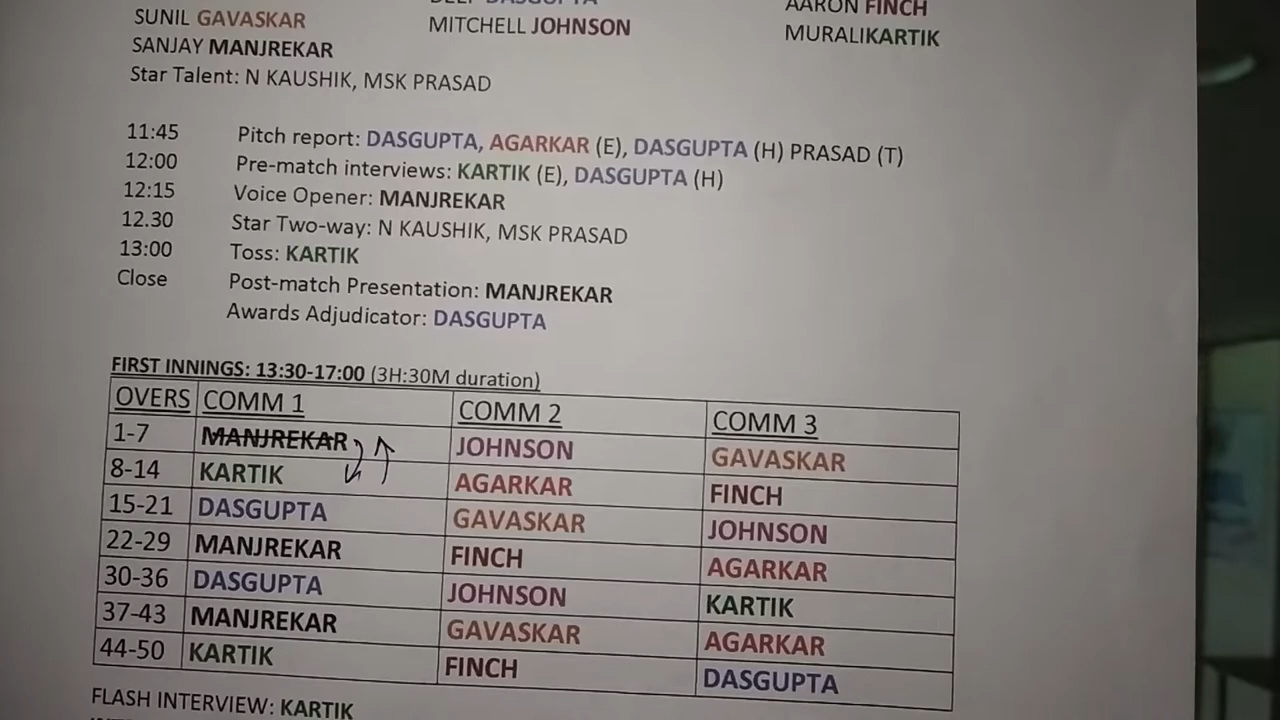 DEEP DASGUPTA
AARON FINCH
SUNIL GAVASKAR
MITCHELL JOHNSON
MURALIKARTIK
SANJAY MANJREKAR
Star Talent: N KAUSHIK, MSK PRASAD
11:45 Pitch report: DASGUPTA, AGARKAR (E), DASGUPTA (H) PRASAD (T)
12:00 Pre-match interviews: KARTIK (E), DASGUPTA (H)
12:15 Voice Opener: MANJREKAR
12.30 Star Two-way: N KAUSHIK, MSK PRASAD
13:00 Toss: KARTIK
Close Post-match Presentation: MANJREKAR
Awards Adjudicator: DASGUPTA
FIRST INNINGS: 13:30-17:00 (3H:30M duration)
OVERS COMM 1 COMM 2 COMM 3
1-7 MANJREKAR JOHNSON GAVASKAR
8-14 KARTIK AGARKAR FINCH
15-21 DASGUPTA GAVASKAR JOHNSON
22-29 MANJREKAR FINCH AGARKAR
30-36 DASGUPTA JOHNSON KARTIK
37-43 MANJREKAR GAVASKAR AGARKAR
44-50 KARTIK FINCH DASGUPTA
FLASH INTERVIEW: KARTIK